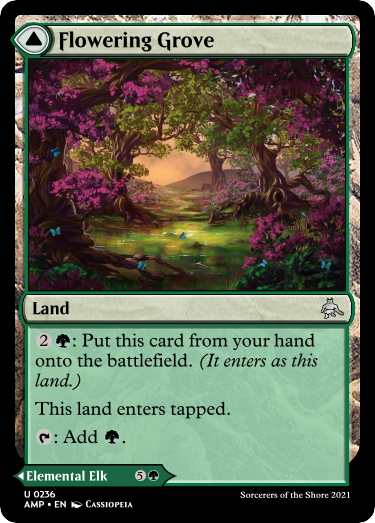 Flowering Grove
Land
2 : Put this card from your hand
onto the battlefield. (It enters as this
land.)
This land enters tapped.
: Add .
Elemental Elk 5
U 0236
AMP • EN Cassiopeia
Sorcerers of the Shore 2021